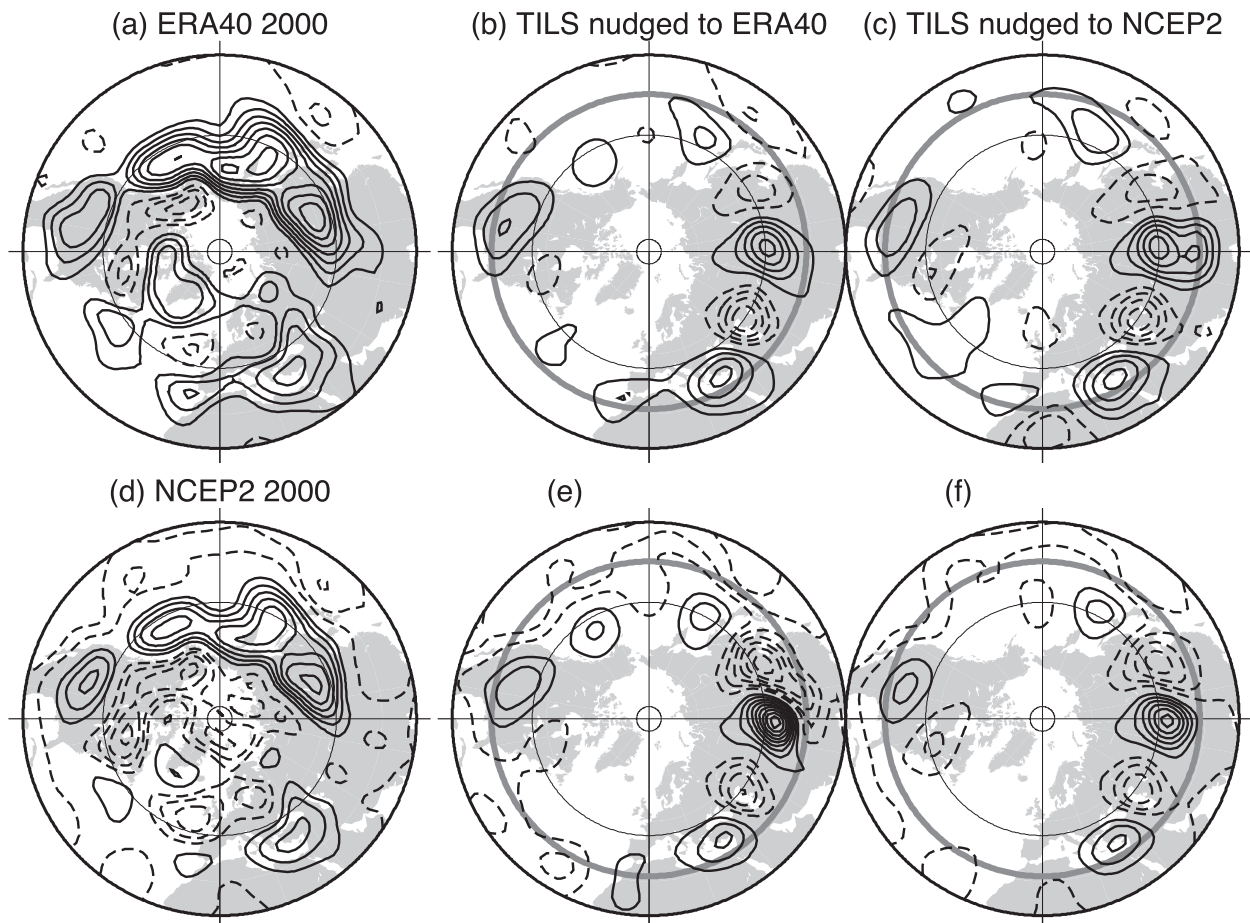 (a) ERA40 2000
(b) TILS nudged to ERA40
(c) TILS nudged to NCEP2
(d) NCEP2 2000
(e)
(f)